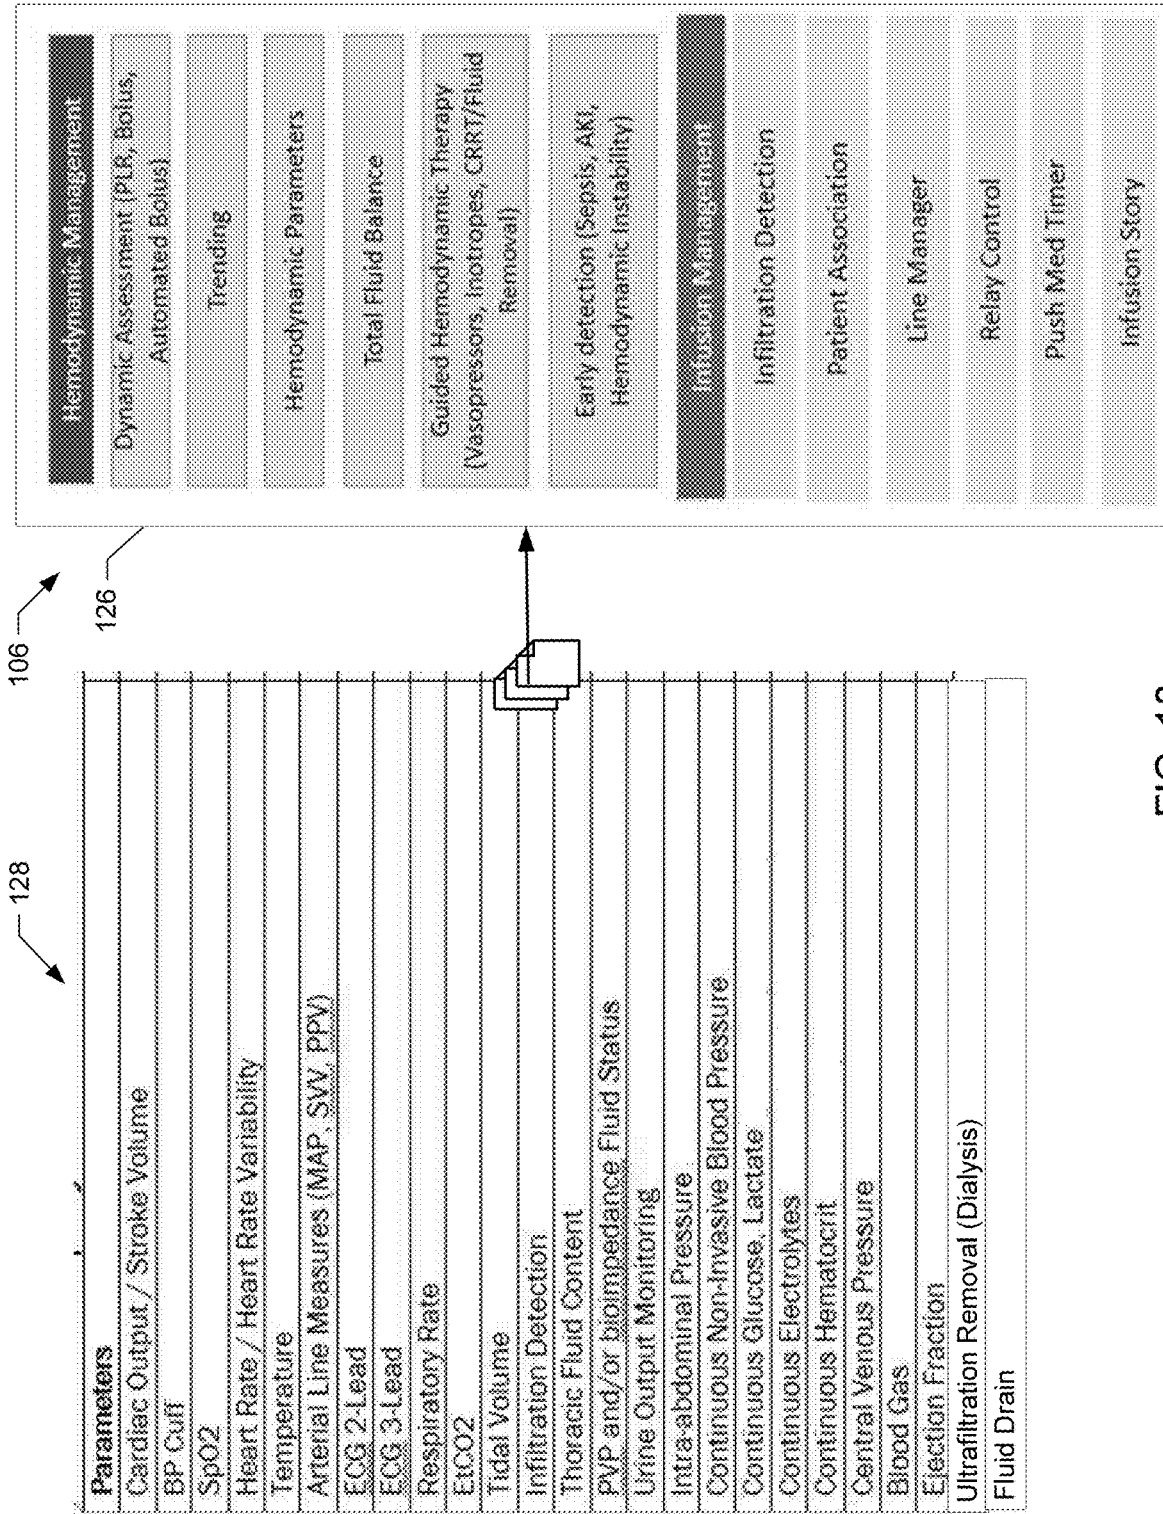 106
128
126
Parameters
Cardiac Output / Stroke Volume
BP Cuff
SpO2
Heart Rate / Heart Rate Variability
Temperature
Arterial Line Measures (MAP, SVV, PPV)
ECG 2-Lead
ECG 3-Lead
Respiratory Rate
EtCO2
Tidal Volume
Infiltration Detection
Thoracic Fluid Content
PVP and/or bioimpedance Fluid Status
Urine Output Monitoring
Intra-abdominal Pressure
Continuous Non-Invasive Blood Pressure
Continuous Glucose, Lactate
Continuous Electrolytes
Continuous Hematocrit
Central Venous Pressure
Blood Gas
Ejection Fraction
Ultrafiltration Removal (Dialysis)
Fluid Drain
Hemodynamic Management
Dynamic Assessment (PLR, Bolus,
Automated Bolus)
Trending
Hemodynamic Parameters
Total Fluid Balance
Guided Hemodynamic Therapy
(Vasopressors, Inotropes, CRRT/Fluid
Removal)
Early detection (Sepsis, AKI,
Hemodynamic Instability)
Infusion Management
Infiltration Detection
Patient Association
Line Manager
Relay Control
Push Med Timer
Infusion Story